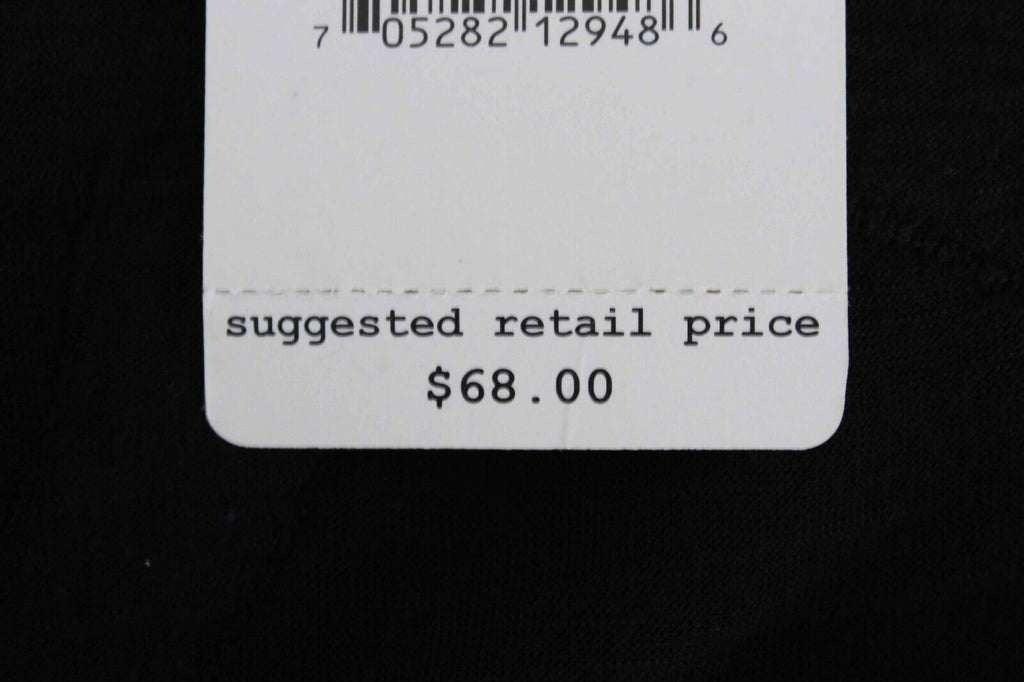 7 05282 12948 6
suggested retail price
$68.00